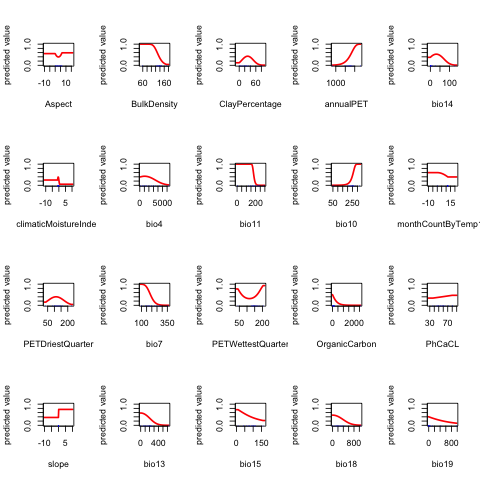 predicted value 0.0 1.0 -10 10 Aspect
predicted value 0.0 1.0 60 160 BulkDensity
predicted value 0.0 1.0 0 60 ClayPercentage
predicted value 0.0 1.0 1000 annualPET
predicted value 0.0 1.0 0 100 bio14
predicted value 0.0 1.0 -10 5 climaticMoistureInde
predicted value 0.0 1.0 0 5000 bio4
predicted value 0.0 1.0 0 200 bio11
predicted value 0.0 1.0 50 250 bio10
predicted value 0.0 1.0 -10 15 monthCountByTemp1
predicted value 0.0 1.0 50 200 PETDriestQuarter
predicted value 0.0 1.0 100 350 bio7
predicted value 0.0 1.0 50 200 PETWettestQuarter
predicted value 0.0 1.0 0 2000 OrganicCarbon
predicted value 0.0 1.0 30 70 PhCaCL
predicted value 0.0 1.0 -10 5 slope
predicted value 0.0 1.0 0 400 bio13
predicted value 0.0 1.0 0 150 bio15
predicted value 0.0 1.0 0 800 bio18
predicted value 0.0 1.0 0 800 bio19